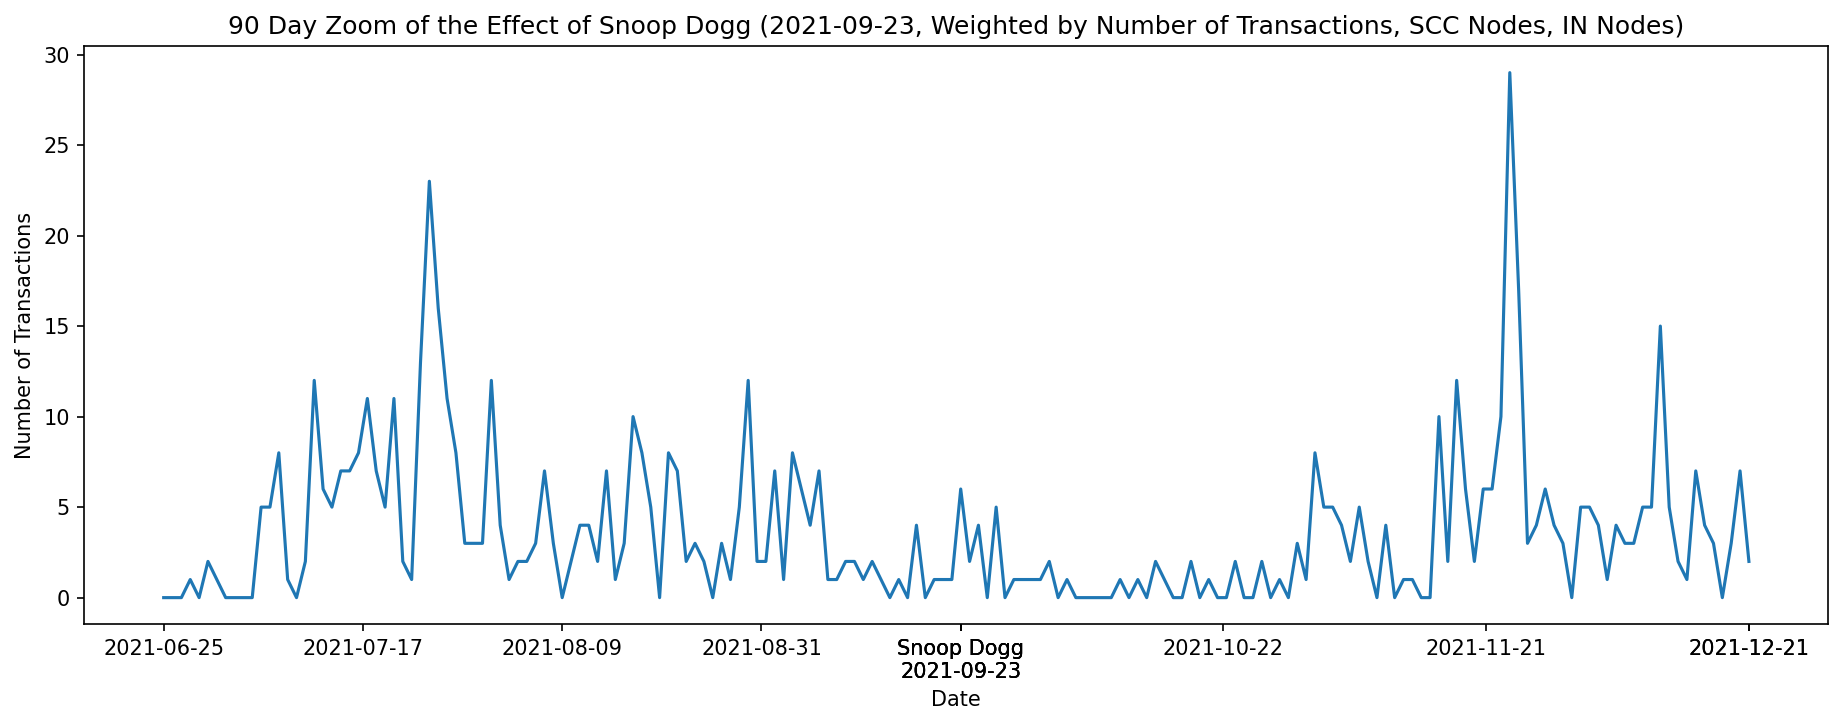 90 Day Zoom of the Effect of Snoop Dogg (2021-09-23, Weighted by Number of Transactions, SCC Nodes, IN Nodes)
30
25
20
15
10
5
0
Number of Transactions
2021-06-25 2021-07-17 2021-08-09 2021-08-31 Snoop Dogg 2021-10-22 2021-11-21 2021-12-21
2021-09-23
Date